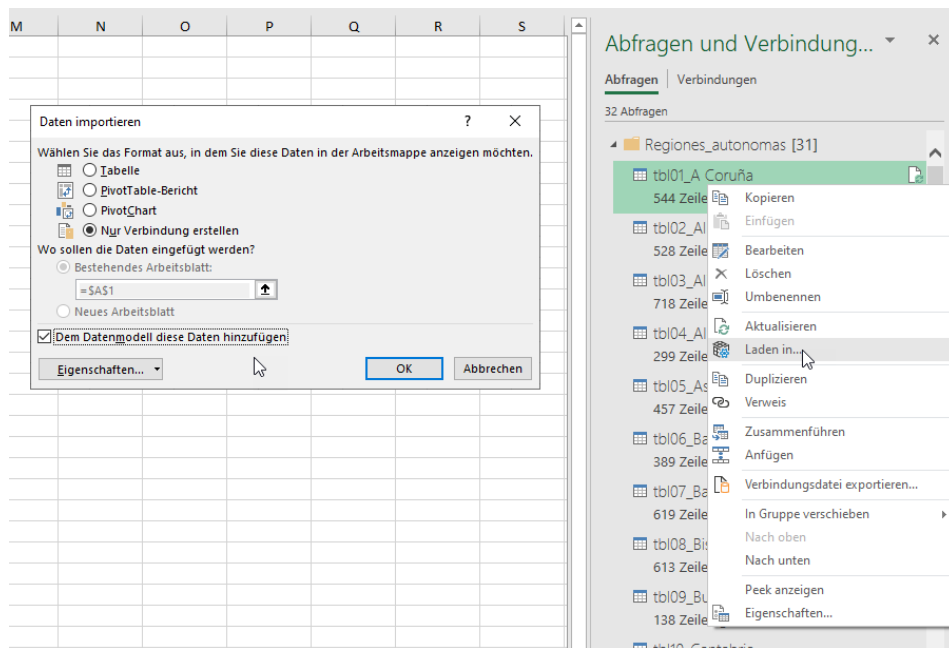 M N O P Q R S
Daten importieren ?
Wählen Sie das Format aus, in dem Sie diese Daten in der Arbeitsmappe anzeigen möchten.
Tabelle
PivotTable-Bericht
PivotChart
Nur Verbindung erstellen
Wo sollen die Daten eingefügt werden?
Bestehendes Arbeitsblatt:
=$A$1
Neues Arbeitsblatt
Dem Datenmodell diese Daten hinzufügen
Eigenschaften...
OK
Abbrechen
Abfragen und Verbindung...
Abfragen
Verbindungen
32 Abfragen
Regiones_autonomas [31]
tbl01_A Coruña
544 Zeile
tbl02_Al
528 Zeile
tbl03_Al
718 Zeile
tbl04_Al
299 Zeile
tbl05_As
457 Zeile
tbl06_Ba
389 Zeile
tbl07_Ba
619 Zeile
tbl08_Bi
613 Zeile
tbl09_Bu
138 Zeile
Kopieren
Einfügen
Bearbeiten
Löschen
Umbenennen
Aktualisieren
Laden in...
Duplizieren
Verweis
Zusammenführen
Anfügen
Verbindungsdatei exportieren...
In Gruppe verschieben
Nach oben
Nach unten
Peek anzeigen
Eigenschaften...